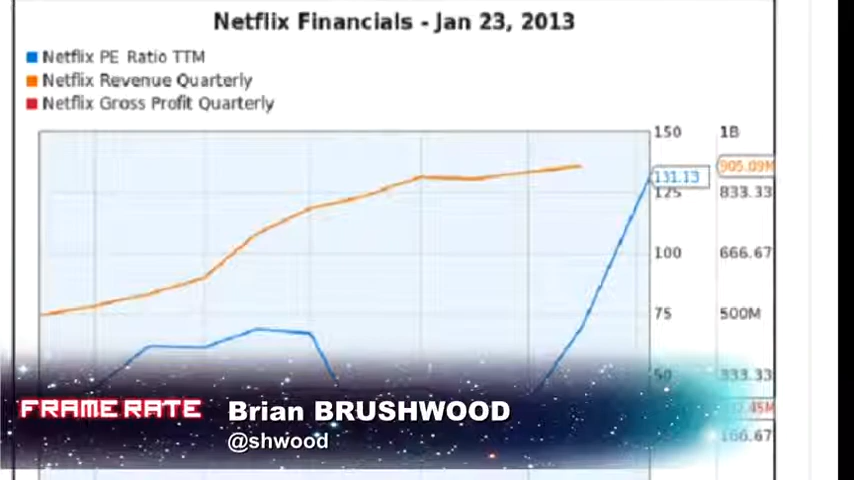 Netflix Financials - Jan 23, 2013
Netflix PE Ratio TTM
Netflix Revenue Quarterly
Netflix Gross Profit Quarterly
150 1B
905.09M
131.13
125 833.33
100 666.67
75 500M
50 333.33
166.67
FRAME RATE
Brian BRUSHWOOD
@shwood